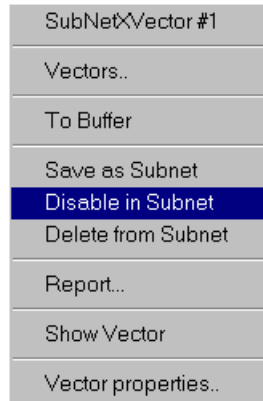 SubNetXVector #1
Vectors..
To Buffer
Save as Subnet
Disable in Subnet
Delete from Subnet
Report...
Show Vector
Vector properties..